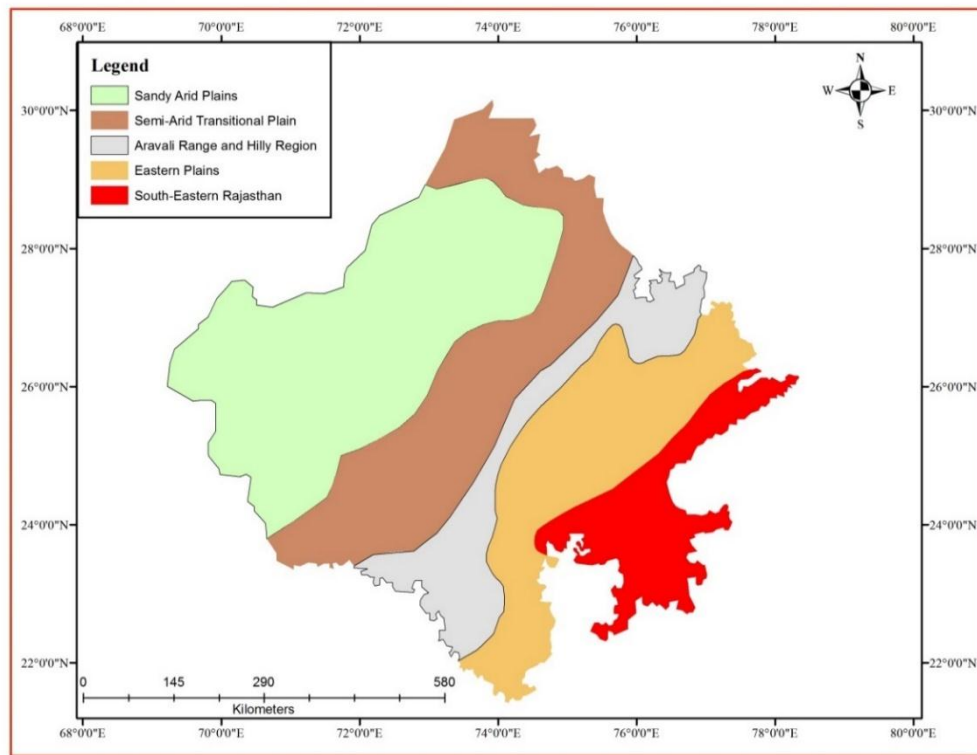 68°0'0"E 70°0'0"E 72°0'0"E 74°0'0"E 76°0'0"E 78°0'0"E 80°0'0"E
Legend
Sandy Arid Plains
Semi-Arid Transitional Plain
Aravali Range and Hilly Region
Eastern Plains
South-Eastern Rajasthan
N
W E
S
30°0'0"N 30°0'0"N
28°0'0"N 28°0'0"N
26°0'0"N 26°0'0"N
24°0'0"N 24°0'0"N
22°0'0"N 22°0'0"N
0 145 290 580
Kilometers
68°0'0"E 70°0'0"E 72°0'0"E 74°0'0"E 76°0'0"E 78°0'0"E 80°0'0"E